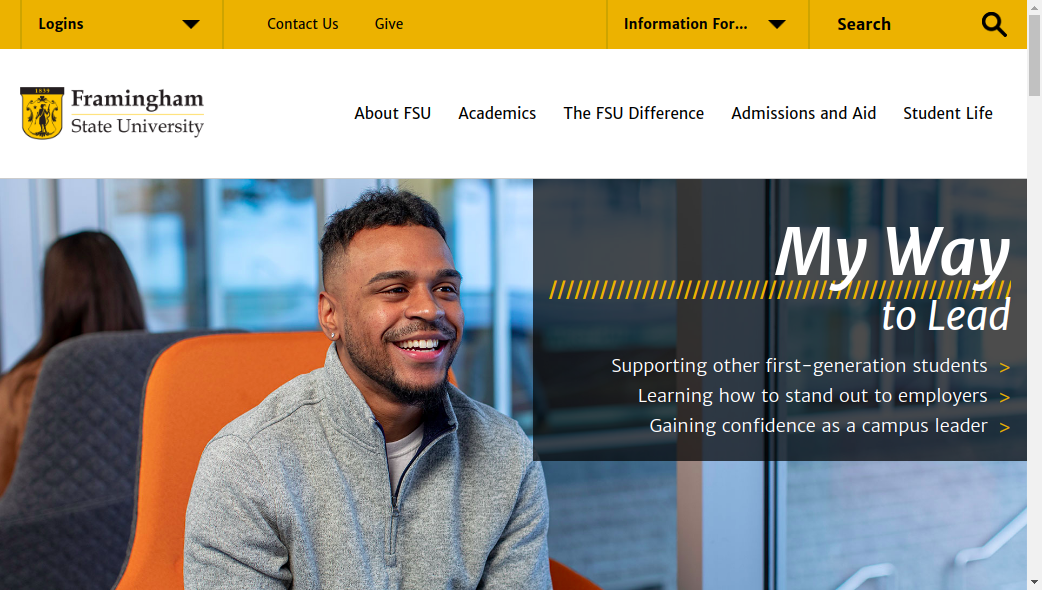 Logins
Contact Us
Give
Information For...
Search
1839
Framingham
State University
About FSU
Academics
The FSU Difference
Admissions and Aid
Student Life
My Way
////////////////////////////////////////////////////////////////
to Lead
Supporting other first-generation students >
Learning how to stand out to employers >
Gaining confidence as a campus leader >